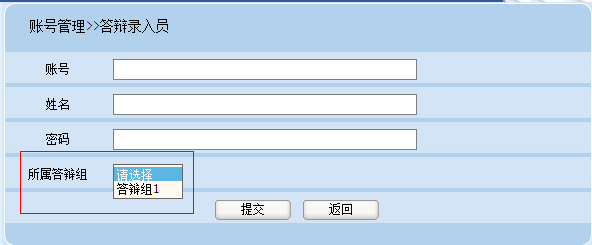 账号管理>>答辩录入员
账号
姓名
密码
所属答辩组
请选择
答辩组1
提交 返回